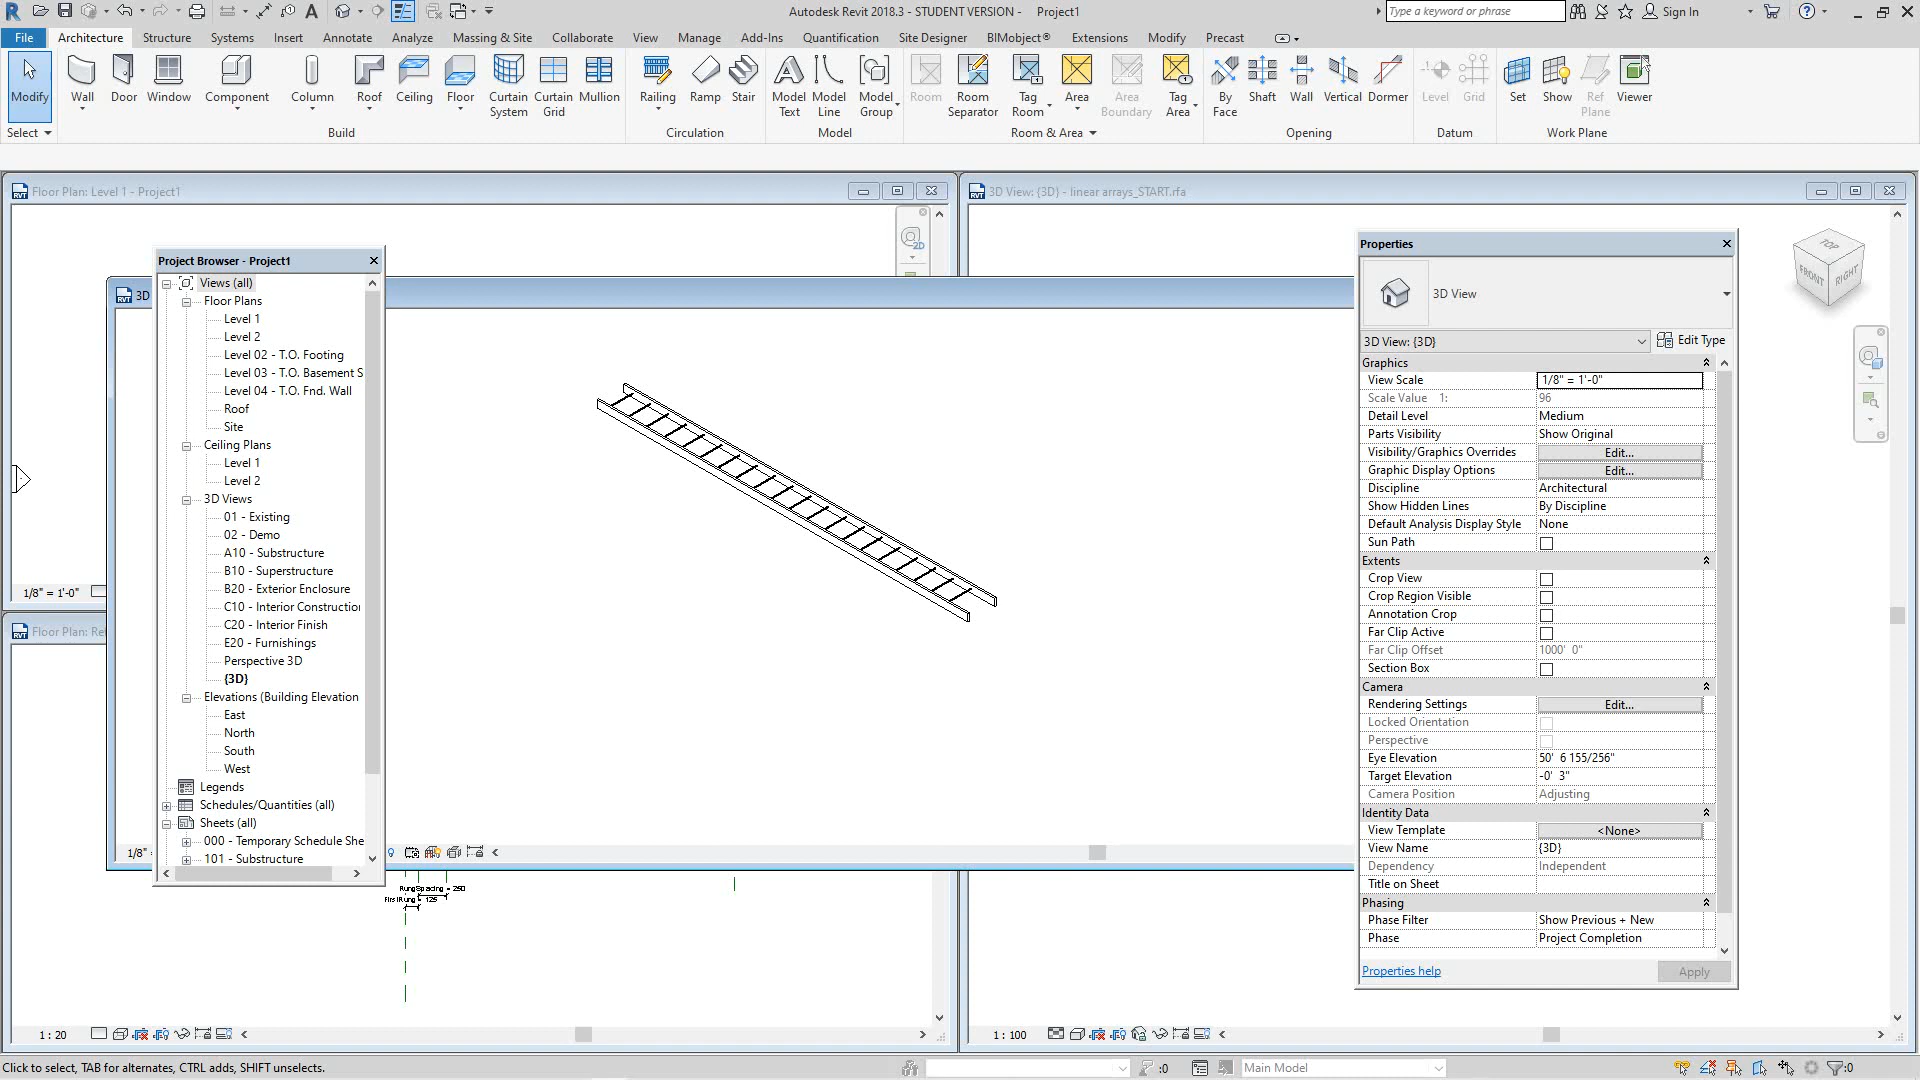 Autodesk Revit 2018.3 - STUDENT VERSION -     Project1
Type a keyword or phrase
Sign In
File
Architecture
Structure
Systems
Insert
Annotate
Analyze
Massing & Site
Collaborate
View
Manage
Add-Ins
Quantification
Site Designer
BIMobject®
Extensions
Modify
Precast
Modify
Wall
Door
Window
Component
Column
Roof
Ceiling
Floor
Curtain System
Curtain Grid
Mullion
Railing
Ramp
Stair
Model Text
Model Line
Model Group
Room
Room Separator
Tag Room
Area
Area Boundary
Tag Area
By Face
Shaft
Wall
Vertical
Dormer
Level
Grid
Set
Show
Ref Plane
Viewer
Select
Build
Circulation
Model
Room & Area
Opening
Datum
Work Plane
Floor Plan: Level 1 - Project1
3D View: {3D} - linear arrays_START.rfa
2D
Project Browser - Project1
Views (all)
Floor Plans
Level 1
Level 2
Level 02 - T.O. Footing
Level 03 - T.O. Basement S
Level 04 - T.O. Fnd. Wall
Roof
Site
Ceiling Plans
Level 1
Level 2
3D Views
01 - Existing
02 - Demo
A10 - Substructure
B10 - Superstructure
B20 - Exterior Enclosure
C10 - Interior Construction
C20 - Interior Finish
E20 - Furnishings
Perspective 3D
{3D}
Elevations (Building Elevation
East
North
South
West
Legends
Schedules/Quantities (all)
Sheets (all)
000 - Temporary Schedule She
101 - Substructure
3D
1/8" = 1'-0"
Floor Plan: Re
1/8" =
RungSpacing = 250
FirstRung = 125
1 : 20
1 : 100
TOP
FRONT
RIGHT
Properties
3D View
3D View: {3D}
Edit Type
Graphics
View Scale 1/8" = 1'-0"
Scale Value    1: 96
Detail Level Medium
Parts Visibility Show Original
Visibility/Graphics Overrides Edit...
Graphic Display Options Edit...
Discipline Architectural
Show Hidden Lines By Discipline
Default Analysis Display Style None
Sun Path
Extents
Crop View
Crop Region Visible
Annotation Crop
Far Clip Active
Far Clip Offset 1000'  0"
Section Box
Camera
Rendering Settings Edit...
Locked Orientation
Perspective
Eye Elevation 50'  6 155/256"
Target Elevation -0'  3"
Camera Position Adjusting
Identity Data
View Template <None>
View Name {3D}
Dependency Independent
Title on Sheet
Phasing
Phase Filter Show Previous + New
Phase Project Completion
Properties help
Apply
Click to select, TAB for alternates, CTRL adds, SHIFT unselects.
:0
Main Model
:0